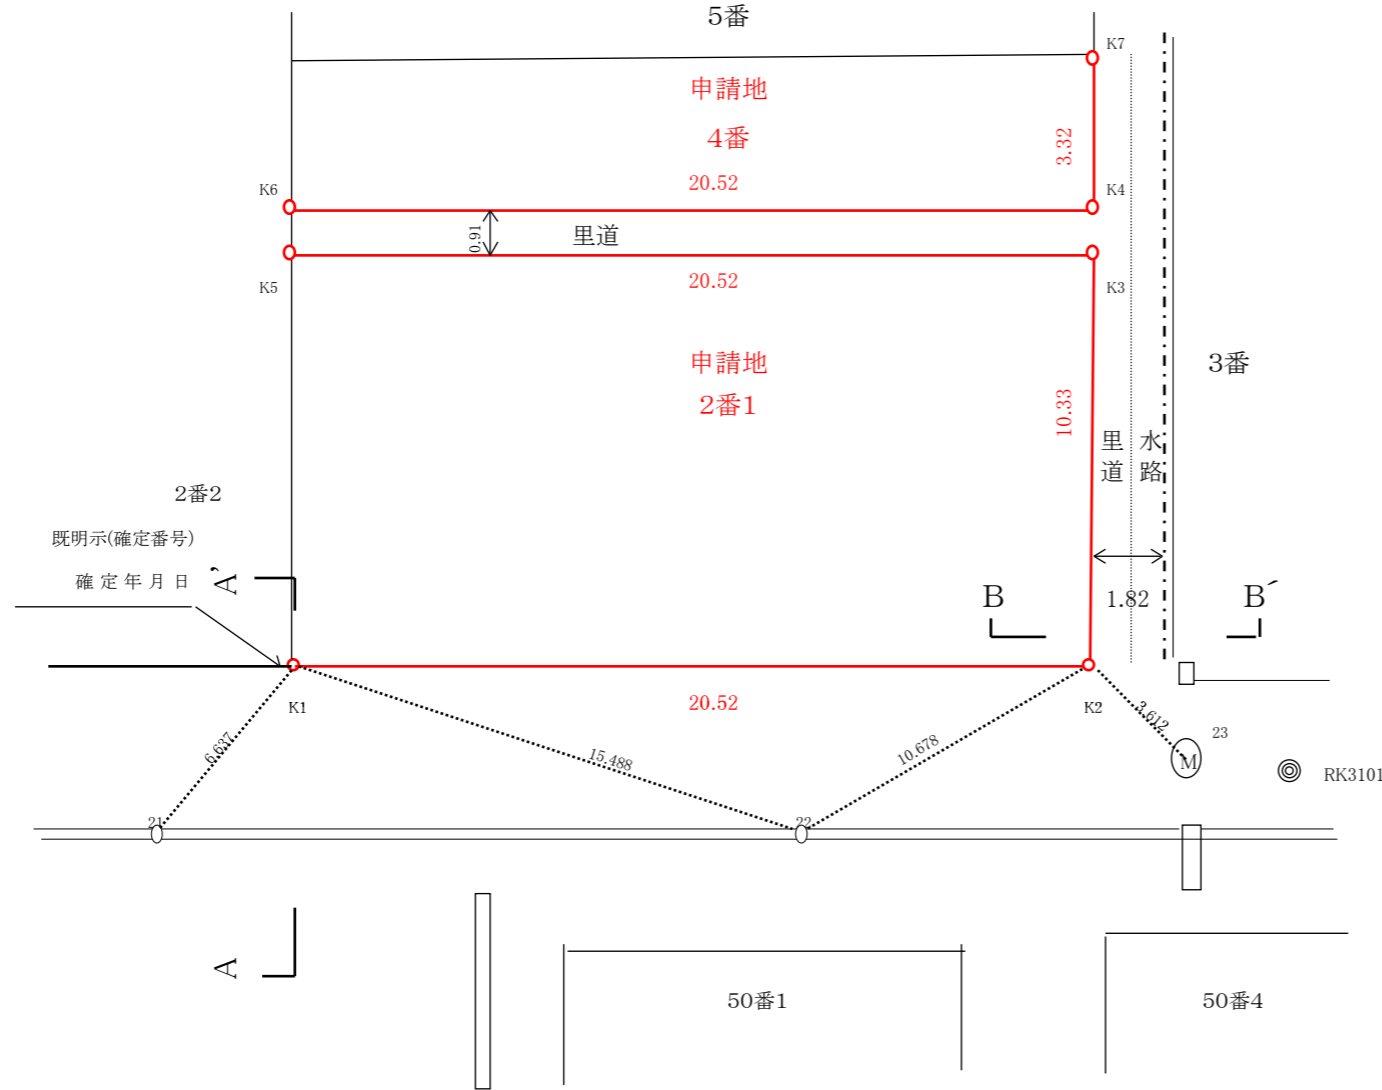 5番
K7
申請地
4番
3.32
K6
20.52
K4
0.91
里道
K5
20.52
K3
申請地
2番1
3番
10.33
里道
水路
2番2
既明示(確定番号)
確定年月日
A'
B
1.82
B´
K1
20.52
K2
6.637
15.488
10.678
3.612
23
M
RK3101
21
22
A
50番1
50番4